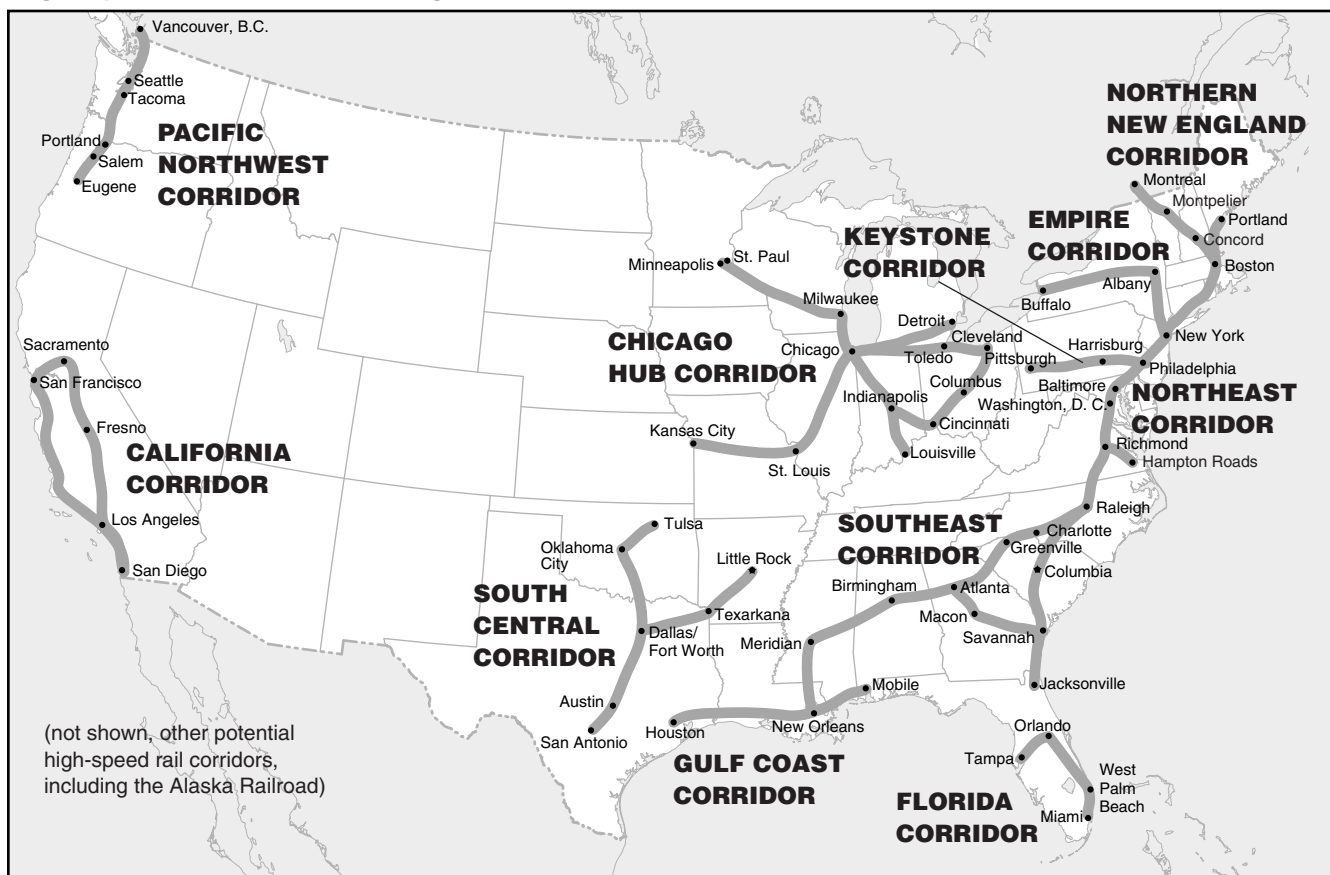 Vancouver, B.C.
Seattle
Tacoma
Portland
Salem
Eugene
PACIFIC
NORTHWEST
CORRIDOR
NORTHERN
NEW ENGLAND
CORRIDOR
Montreal
Montpelier
Portland
Concord
Boston
EMPIRE
CORRIDOR
Albany
Buffalo
KEYSTONE
CORRIDOR
New York
Harrisburg
Pittsburgh
Philadelphia
Baltimore
Washington, D. C.
NORTHEAST
CORRIDOR
Richmond
Hampton Roads
Minneapolis
St. Paul
Milwaukee
Detroit
Cleveland
Toledo
Chicago
CHICAGO
HUB CORRIDOR
Columbus
Indianapolis
Cincinnati
Louisville
Kansas City
St. Louis
Sacramento
San Francisco
Fresno
CALIFORNIA
CORRIDOR
Los Angeles
San Diego
Tulsa
Oklahoma
City
Little Rock
Texarkana
SOUTH
CENTRAL
CORRIDOR
Dallas/
Fort Worth
Austin
San Antonio
SOUTHEAST
CORRIDOR
Raleigh
Charlotte
Greenville
Columbia
Birmingham
Atlanta
Macon
Savannah
Meridian
Jacksonville
Mobile
Houston
New Orleans
GULF COAST
CORRIDOR
Orlando
Tampa
West
Palm
Beach
Miami
FLORIDA
CORRIDOR
(not shown, other potential
high-speed rail corridors,
including the Alaska Railroad)